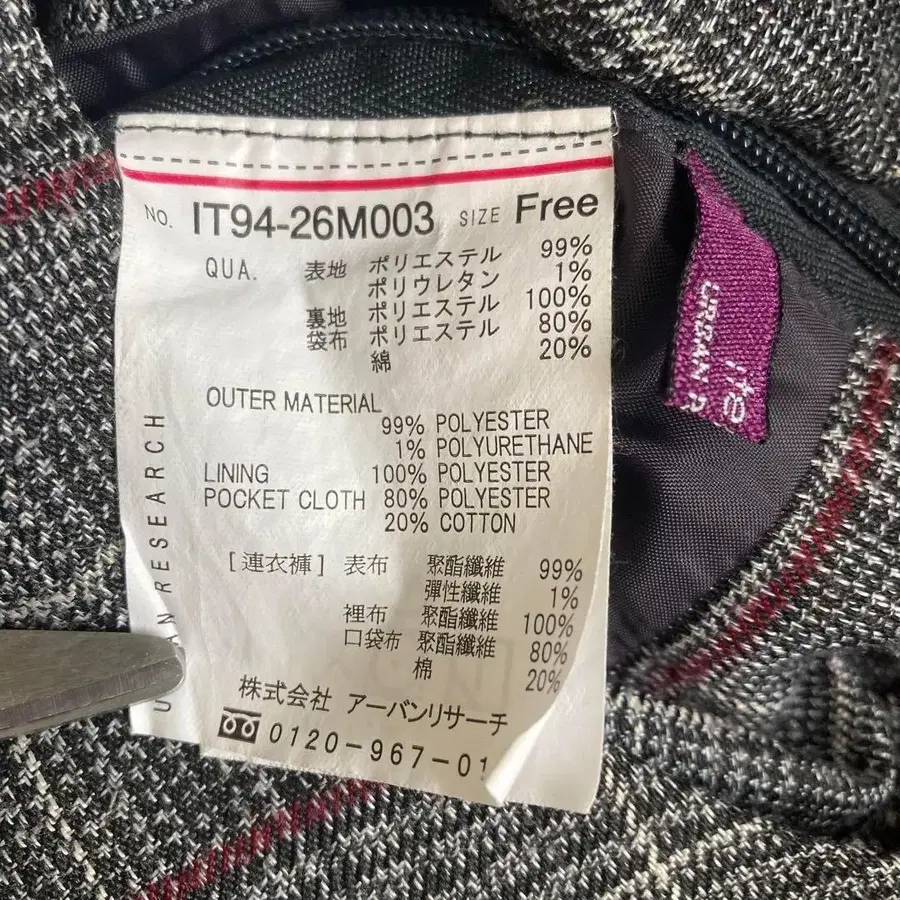 NO. IT94-26M003 SIZE Free
QUA. 表地 ポリエステル 99%
ポリウレタン 1%
裏地 ポリエステル 100%
袋布 ポリエステル 80%
綿 20%
OUTER MATERIAL
99% POLYESTER
1% POLYURETHANE
LINING 100% POLYESTER
POCKET CLOTH 80% POLYESTER
20% COTTON
[連衣褲] 表布 聚酯纖維 99%
彈性纖維 1%
裡布 聚酯纖維 100%
口袋布 聚酯纖維 80%
棉 20%
株式会社 アーバンリサーチ
0120-967-01
RESEARCH
ite
URBAN